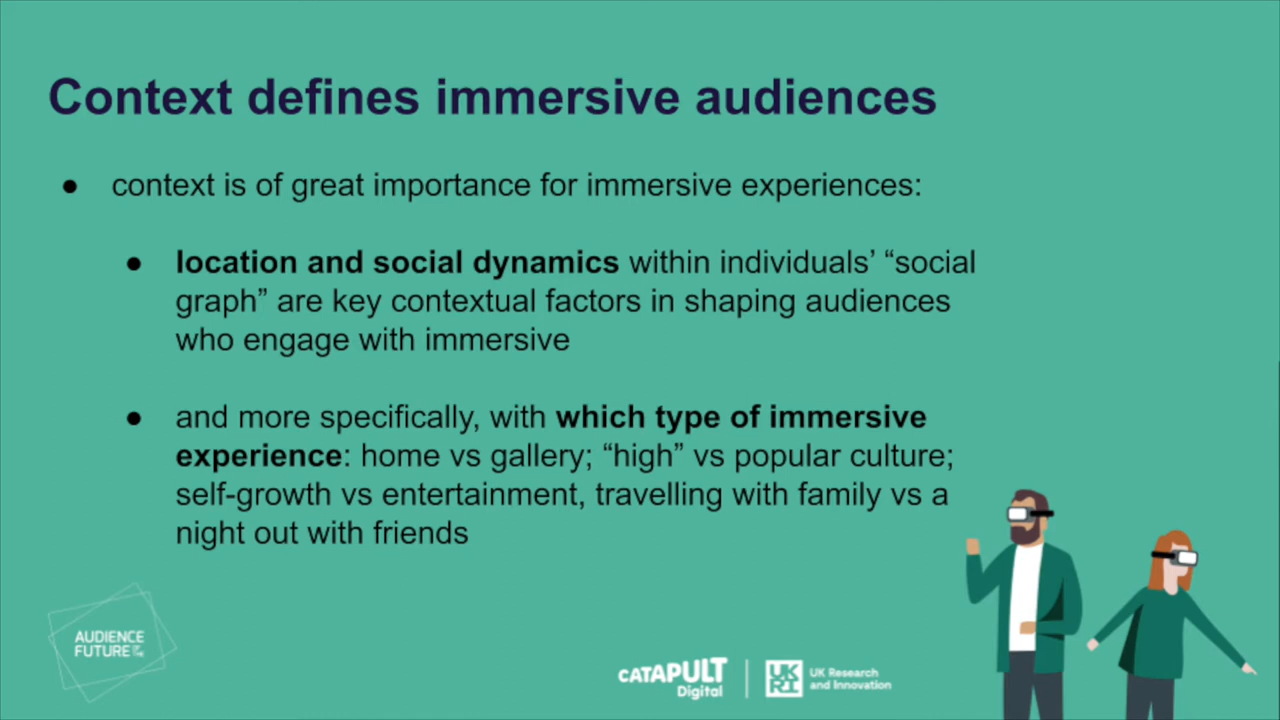 Context defines immersive audiences
● context is of great importance for immersive experiences:
● location and social dynamics within individuals’ “social
graph” are key contextual factors in shaping audiences
who engage with immersive
● and more specifically, with which type of immersive
experience: home vs gallery; “high” vs popular culture;
self-growth vs entertainment, travelling with family vs a
night out with friends
AUDIENCE
FUTURE
CATAPULT
Digital
UK
RI
UK Research
and Innovation